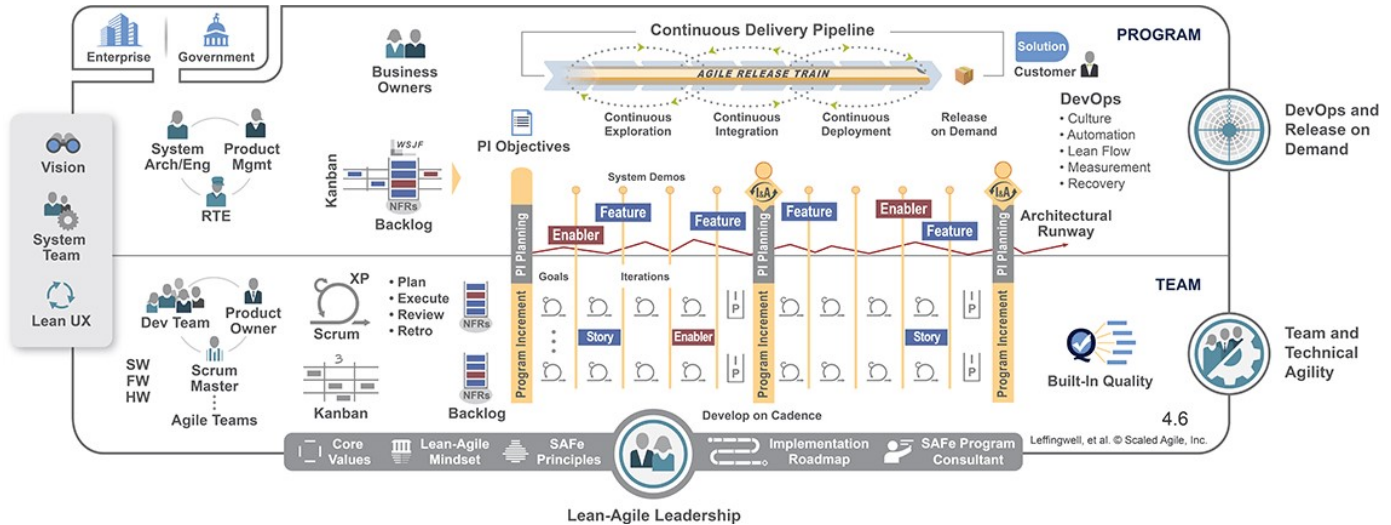 Enterprise
Government
Business
Owners
Continuous Delivery Pipeline
AGILE RELEASE TRAIN
Continuous
Exploration
Continuous
Integration
Continuous
Deployment
Release
on Demand
Solution
Customer
PROGRAM
DevOps
• Culture
• Automation
• Lean Flow
• Measurement
• Recovery
DevOps and
Release on
Demand
Vision
System
Team
Lean UX
System
Arch/Eng
Product
Mgmt
RTE
Kanban
WSJF
NFRs
Backlog
PI Objectives
System Demos
Enabler
Feature
Feature
Feature
Enabler
Feature
PI Planning
I&A
PI Planning
I&A
PI Planning
Architectural
Runway
TEAM
Dev Team
Product
Owner
Scrum
Master
Agile Teams
SW
FW
HW
XP
Scrum
• Plan
• Execute
• Review
• Retro
3
Kanban
NFRs
NFRs
Backlog
Program Increment
Goals
Iterations
Story
Enabler
I
P
I
P
Program Increment
Story
I
P
I
P
Program Increment
Develop on Cadence
Built-In Quality
Team and
Technical
Agility
4.6
Leffingwell, et al. © Scaled Agile, Inc.
Core
Values
Lean-Agile
Mindset
SAFe
Principles
Implementation
Roadmap
SAFe Program
Consultant
Lean-Agile Leadership